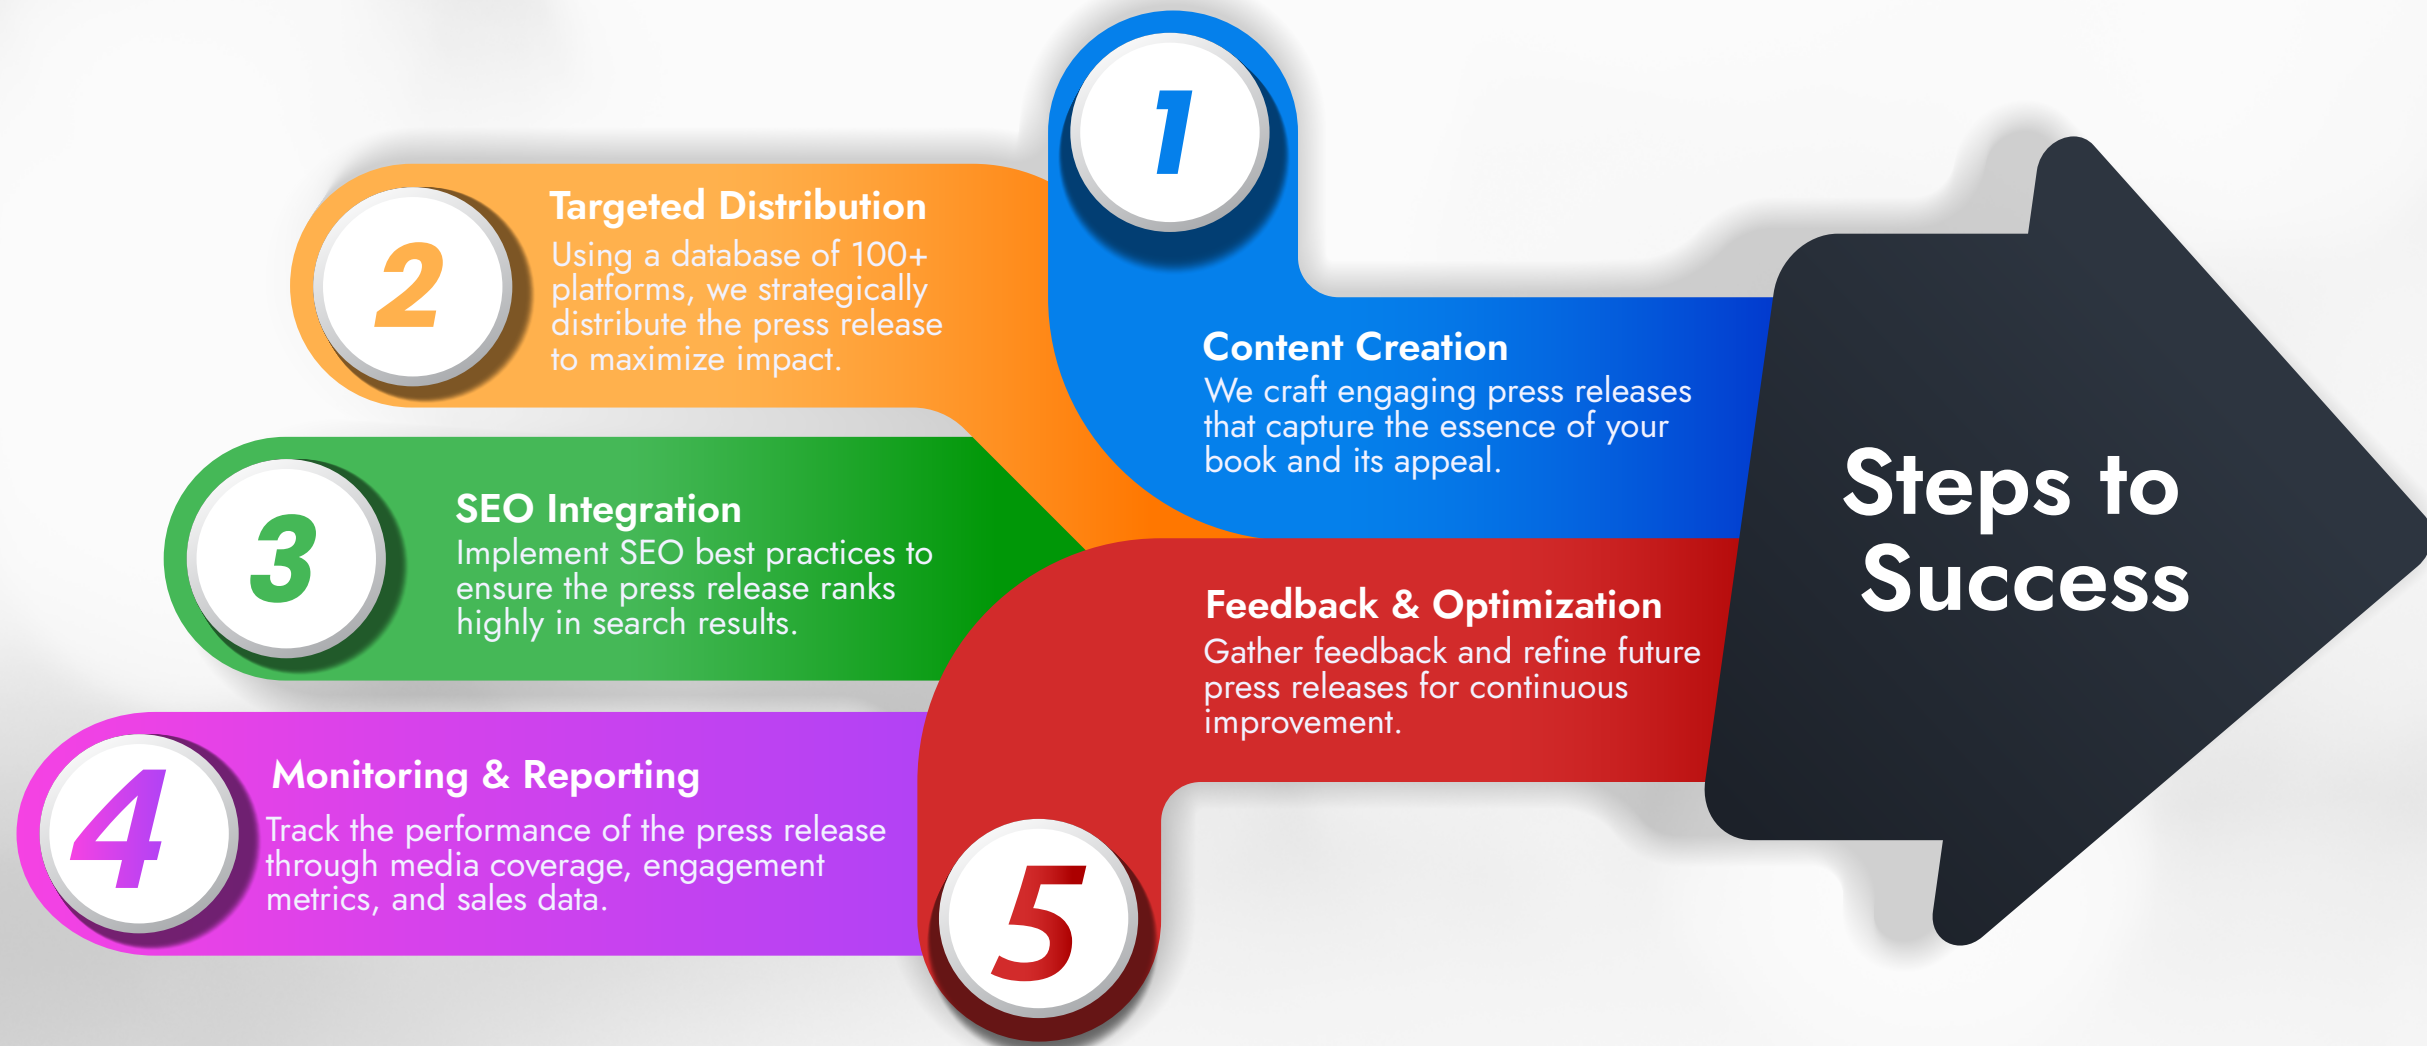 1
Content Creation
We craft engaging press releases
that capture the essence of your
book and its appeal.
2
Targeted Distribution
Using a database of 100+
platforms, we strategically
distribute the press release
to maximize impact.
3
SEO Integration
Implement SEO best practices to
ensure the press release ranks
highly in search results.
4
Monitoring & Reporting
Track the performance of the press release
through media coverage, engagement
metrics, and sales data.
5
Feedback & Optimization
Gather feedback and refine future
press releases for continuous
improvement.
Steps to
Success